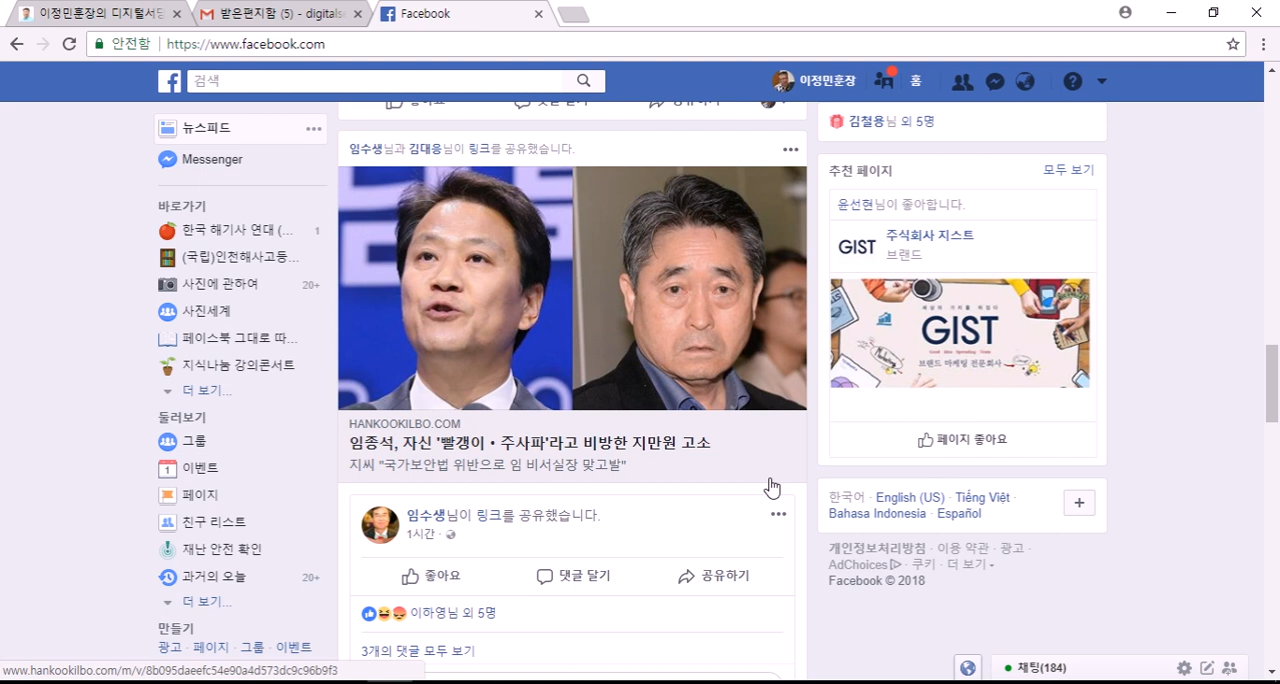 이정민훈장의 디지털서당
받은편지함 (5) - digitalse
Facebook
안전함
https://www.facebook.com
검색
이정민훈장
홈
뉴스피드
Messenger
바로가기
한국 해기사 연대 (...
1
(국립)인천해사고등...
사진에 관하여
20+
사진세계
페이스북 그대로 따...
지식나눔 강의콘서트
더 보기...
둘러보기
그룹
이벤트
페이지
친구 리스트
재난 안전 확인
과거의 오늘
20+
더 보기...
만들기
광고 · 페이지 · 그룹 · 이벤트
임수생님과 김대응님이 링크를 공유했습니다.
HANKOOKILBO.COM
임종석, 자신 '빨갱이 • 주사파'라고 비방한 지만원 고소
지씨 "국가보안법 위반으로 임 비서실장 맞고발"
임수생님이 링크를 공유했습니다.
1시간 ·
좋아요
댓글 달기
공유하기
이하영님 외 5명
3개의 댓글 모두 보기
김철용님 외 5명
추천 페이지
모두 보기
윤선현님이 좋아합니다.
GIST
주식회사 지스트
브랜드
GIST
브랜드 마케팅 전문회사
페이지 좋아요
한국어 · English (US) · Tiếng Việt ·
Bahasa Indonesia · Español
개인정보처리방침 · 이용 약관 · 광고 ·
AdChoices · 쿠키 · 더 보기
Facebook © 2018
채팅(184)
www.hankookilbo.com/m/v/8b095daeefc54e90a4d573dc9c96b9f3